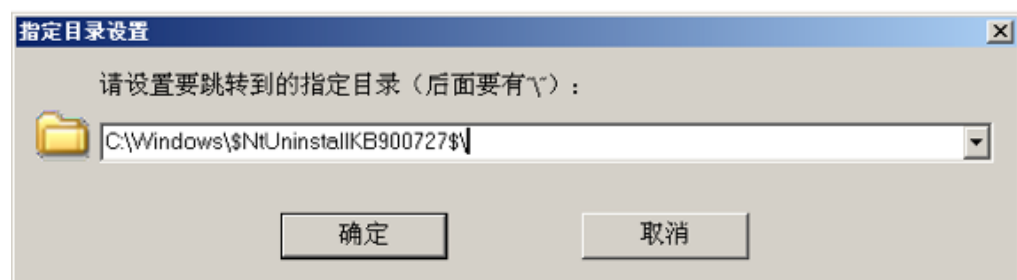 指定目录设置
请设置要跳转到的指定目录（后面要有"\"）：
C:\Windows\$NtUninstallKB900727$\
确定
取消